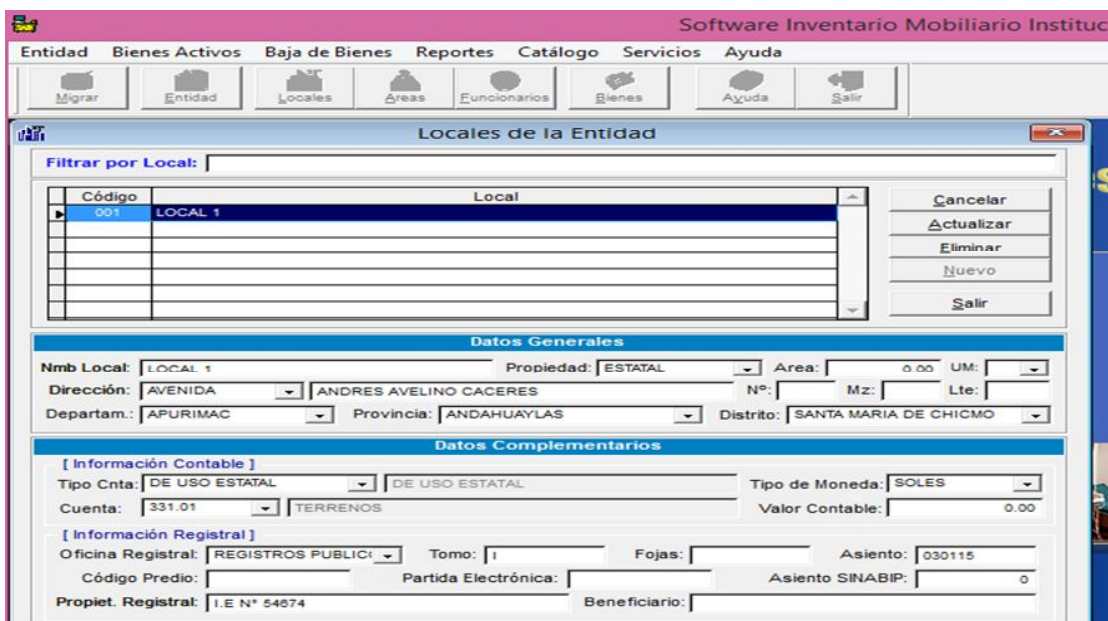 Software Inventario Mobiliario Instituc
Entidad Bienes Activos Baja de Bienes Reportes Catálogo Servicios Ayuda
Migrar Entidad Locales Áreas Funcionarios Bienes Ayuda Salir
Locales de la Entidad
Filtrar por Local:
Código Local
001 LOCAL 1
Cancelar
Actualizar
Eliminar
Nuevo
Salir
Datos Generales
Nmb Local: LOCAL 1 Propiedad: ESTATAL Area: 0.00 UM:
Dirección: AVENIDA ANDRES AVELINO CACERES Nº: Mz: Lte:
Departam.: APURIMAC Provincia: ANDAHUAYLAS Distrito: SANTA MARIA DE CHICMO
Datos Complementarios
[ Información Contable ]
Tipo Cnta: DE USO ESTATAL DE USO ESTATAL Tipo de Moneda: SOLES
Cuenta: 331.01 TERRENOS Valor Contable: 0.00
[ Información Registral ]
Oficina Registral: REGISTROS PUBLIC Tomo: I Fojas: Asiento: 030115
Código Predio: Partida Electrónica: Asiento SINABIP: 0
Propiet. Registral: I.E N° 54674 Beneficiario: